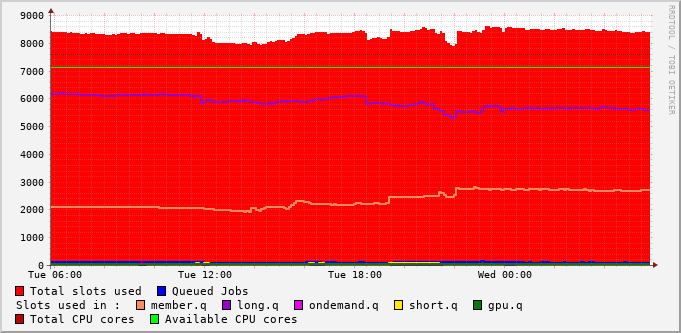 9000
8000
7000
6000
5000
4000
3000
2000
1000
0
Tue 06:00 Tue 12:00 Tue 18:00 Wed 00:00
RRDTOOL / TOBI OETIKER
Total slots used Queued Jobs
Slots used in : member.q long.q ondemand.q short.q gpu.q
Total CPU cores Available CPU cores